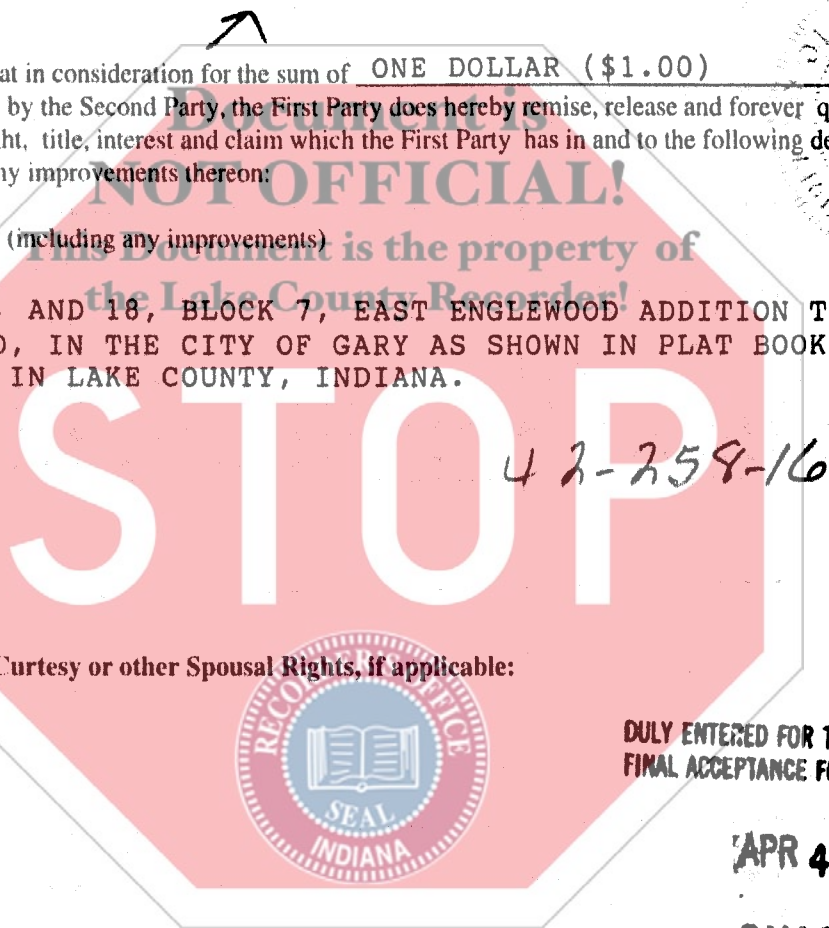 at in consideration for the sum of ONE DOLLAR ($1.00)
by the Second Party, the First Party does hereby remise, release and forever q
ht, title, interest and claim which the First Party has in and to the following de
ny improvements thereon:
Document is
NOT OFFICIAL!
(including any improvements)
This Document is the property of
the Lake County Recorder!
AND 18, BLOCK 7, EAST ENGLEWOOD ADDITION T
D, IN THE CITY OF GARY AS SHOWN IN PLAT BOOK
IN LAKE COUNTY, INDIANA.
STOP
42-258-16
Curtesy or other Spousal Rights, if applicable:
RECORDER'S OFFICE
SEAL
INDIANA
DULY ENTERED FOR T
FINAL ACCEPTANCE F
APR 4